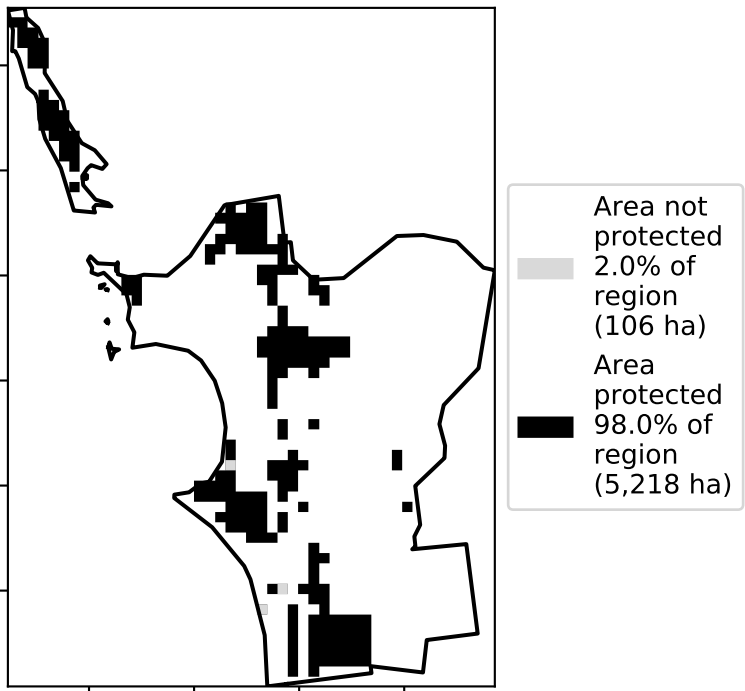 Area not
protected
2.0% of
region
(106 ha)
Area
protected
98.0% of
region
(5,218 ha)